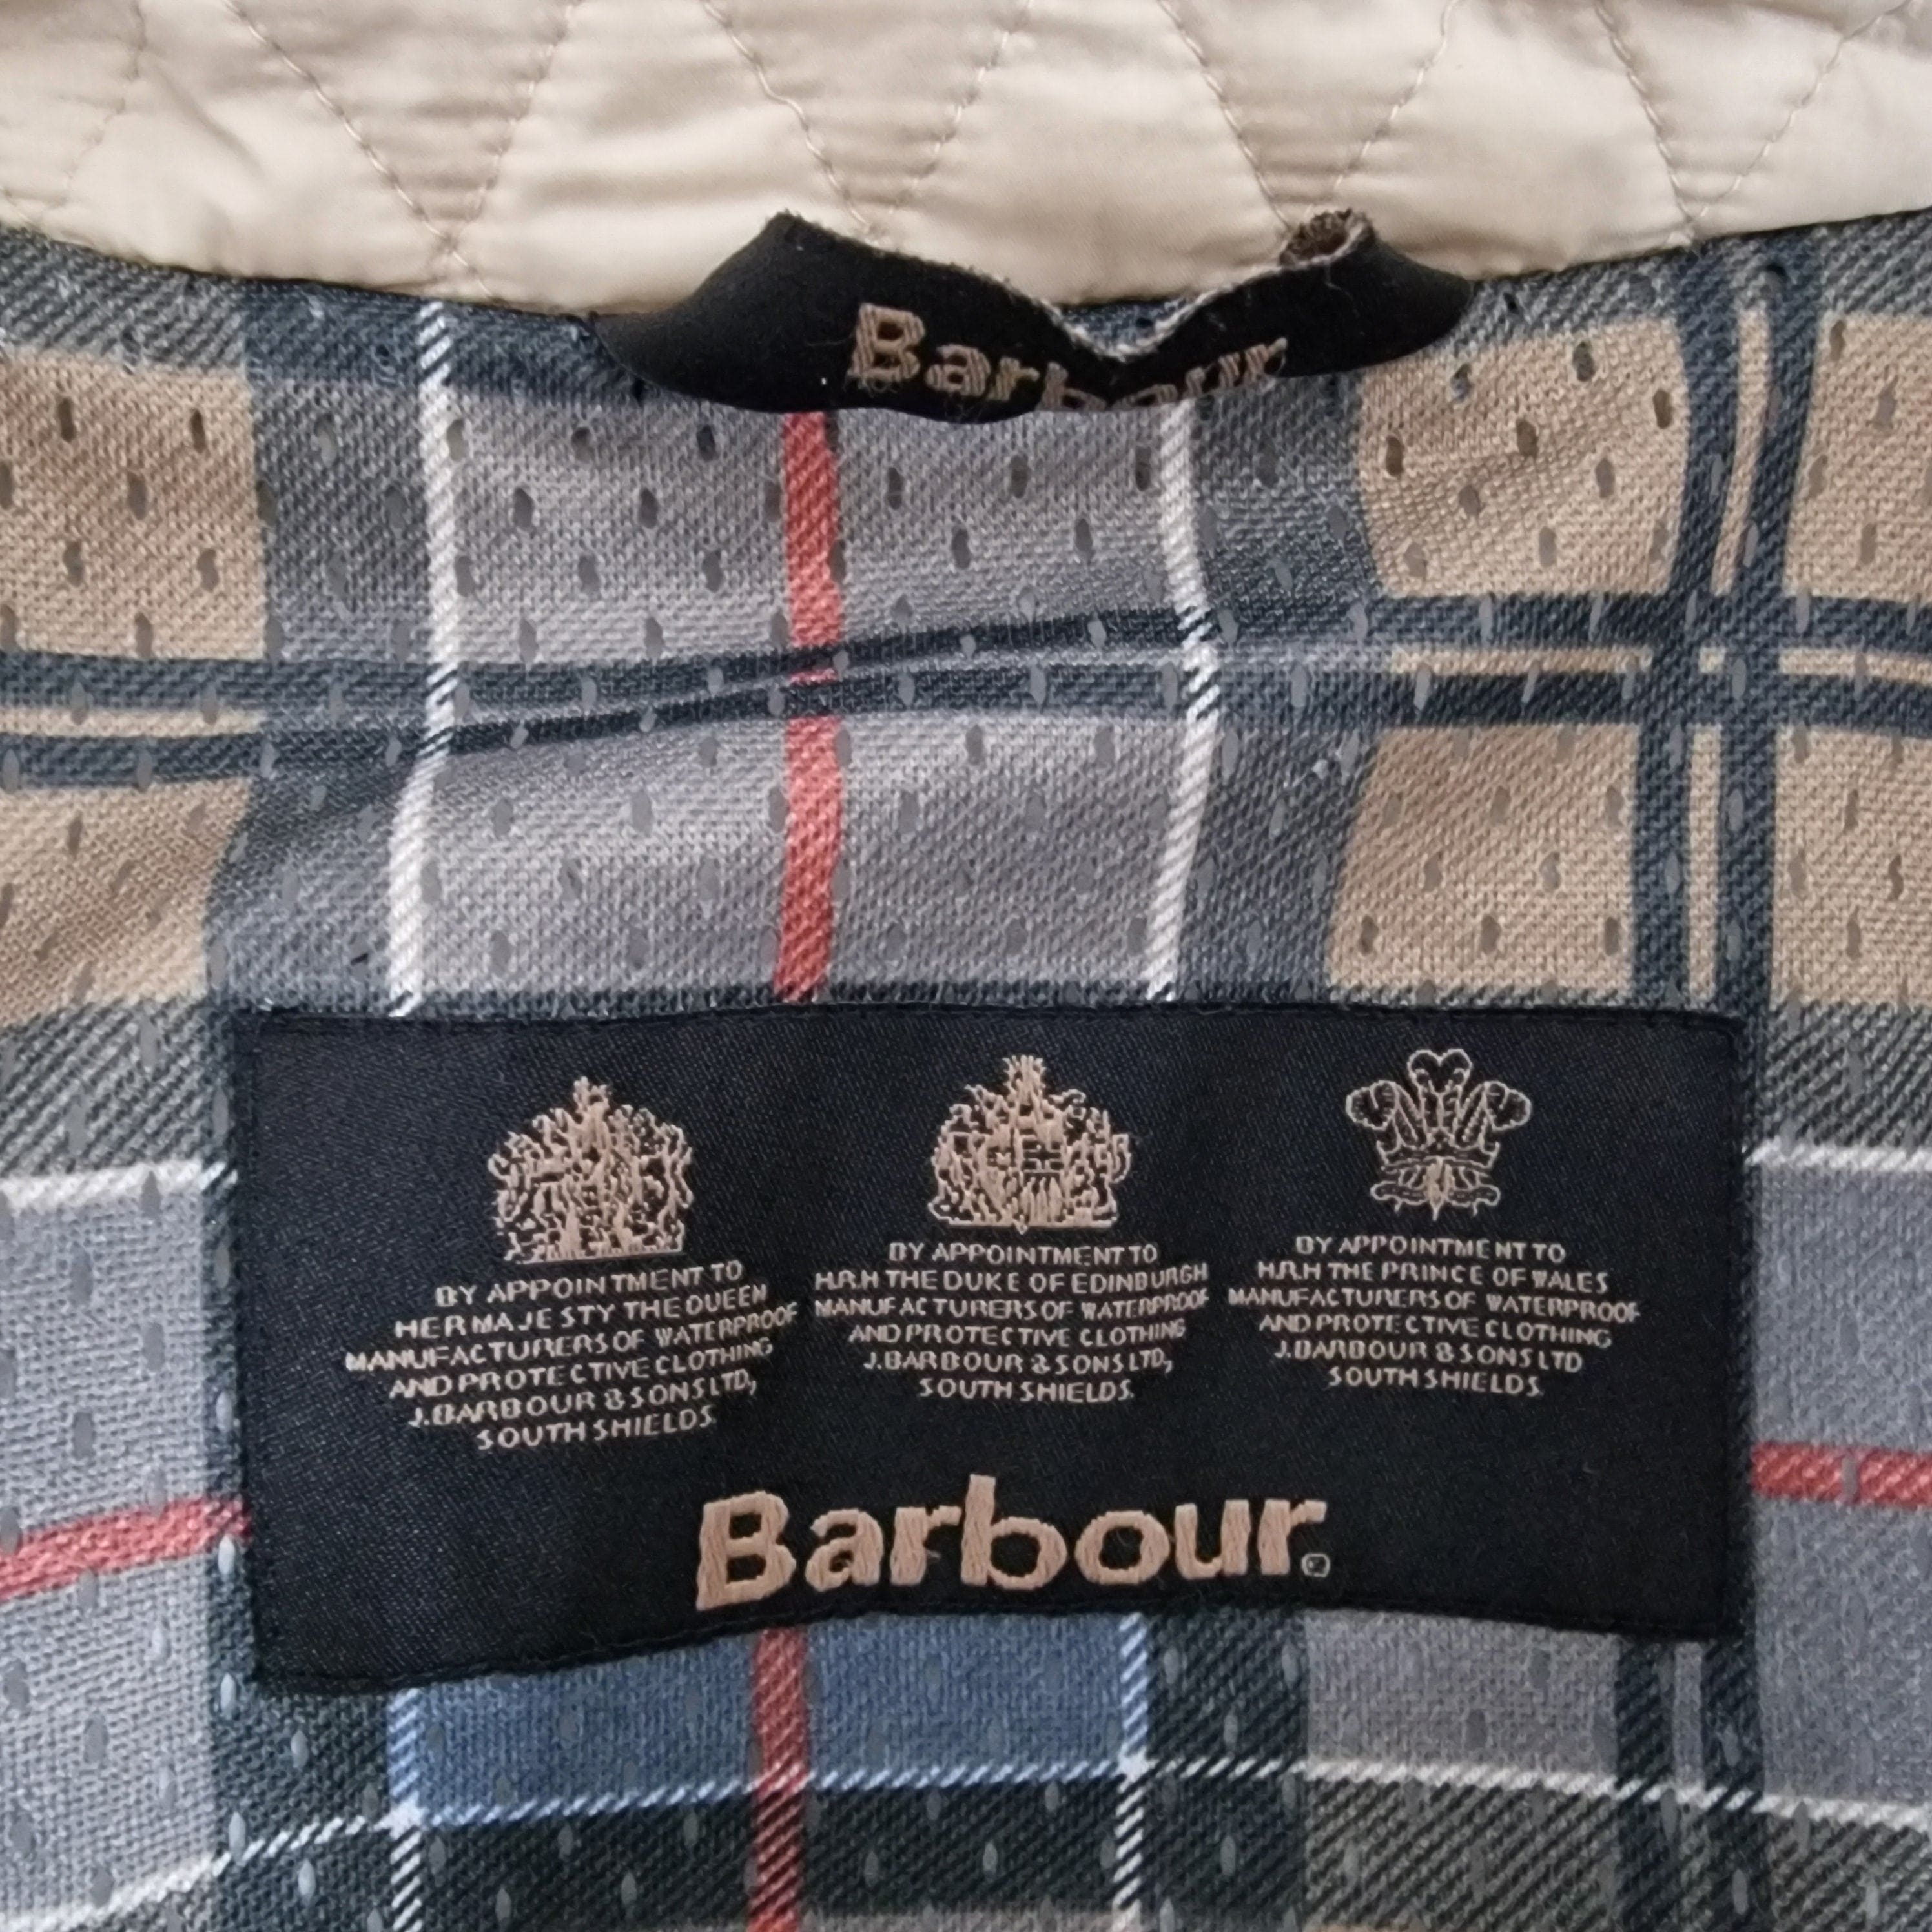 Barbour
BY APPOINTMENT TO
HER MAJESTY THE QUEEN
MANUFACTURERS OF WATERPROOF
AND PROTECTIVE CLOTHING
J.BARBOUR & SONS LTD,
SOUTH SHIELDS.
BY APPOINTMENT TO
H.R.H THE DUKE OF EDINBURGH
MANUFACTURERS OF WATERPROOF
AND PROTECTIVE CLOTHING
J.BARBOUR & SONS LTD,
SOUTH SHIELDS.
BY APPOINTMENT TO
H.R.H THE PRINCE OF WALES
MANUFACTURERS OF WATERPROOF
AND PROTECTIVE CLOTHING
J.BARBOUR & SONS LTD
SOUTH SHIELDS.
Barbour®